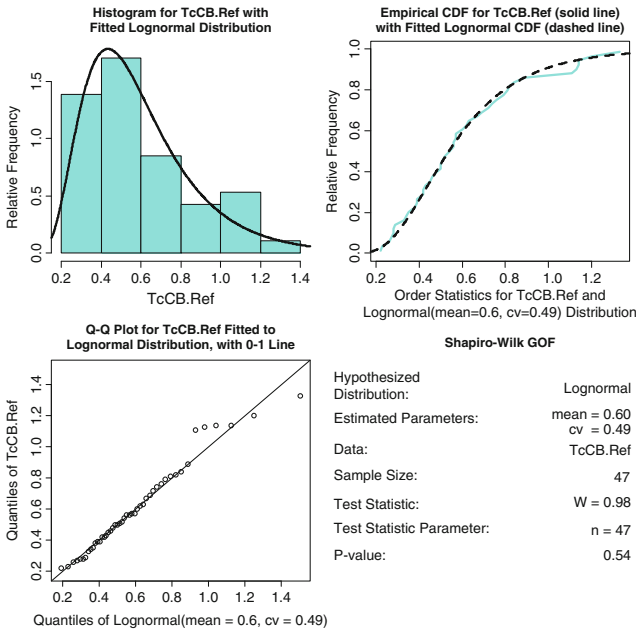 Histogram for TcCB.Ref with
Fitted Lognormal Distribution
Relative Frequency
0.0 0.5 1.0 1.5
0.2 0.4 0.6 0.8 1.0 1.2 1.4
TcCB.Ref
Empirical CDF for TcCB.Ref (solid line)
with Fitted Lognormal CDF (dashed line)
Relative Frequency
0.0 0.2 0.4 0.6 0.8 1.0
0.2 0.4 0.6 0.8 1.0 1.2
Order Statistics for TcCB.Ref and
Lognormal(mean=0.6, cv=0.49) Distribution
Q-Q Plot for TcCB.Ref Fitted to
Lognormal Distribution, with 0-1 Line
Quantiles of TcCB.Ref
0.2 0.4 0.6 0.8 1.0 1.2 1.4
0.2 0.4 0.6 0.8 1.0 1.2 1.4
Quantiles of Lognormal(mean = 0.6, cv = 0.49)
Shapiro-Wilk GOF
Hypothesized
Distribution: Lognormal
Estimated Parameters: mean = 0.60
cv = 0.49
Data: TcCB.Ref
Sample Size: 47
Test Statistic: W = 0.98
Test Statistic Parameter: n = 47
P-value: 0.54